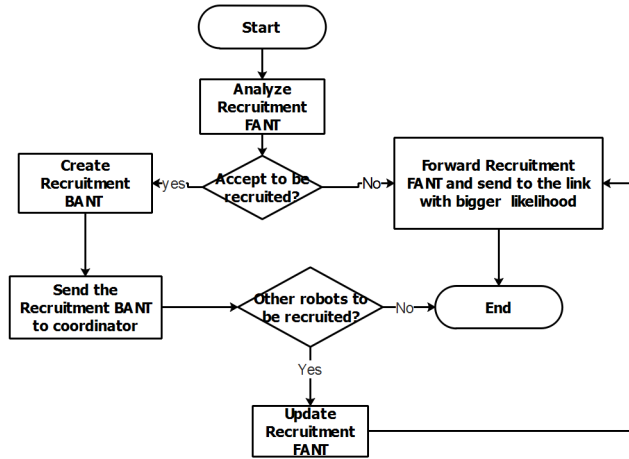 Start
Analyze
Recruitment
FANT
Accept to be
recruited?
yes
No
Create
Recruitment
BANT
Forward Recruitment
FANT and send to the link
with bigger likelihood
Send the
Recruitment BANT
to coordinator
Other robots to
be recruited?
No
End
Yes
Update
Recruitment
FANT